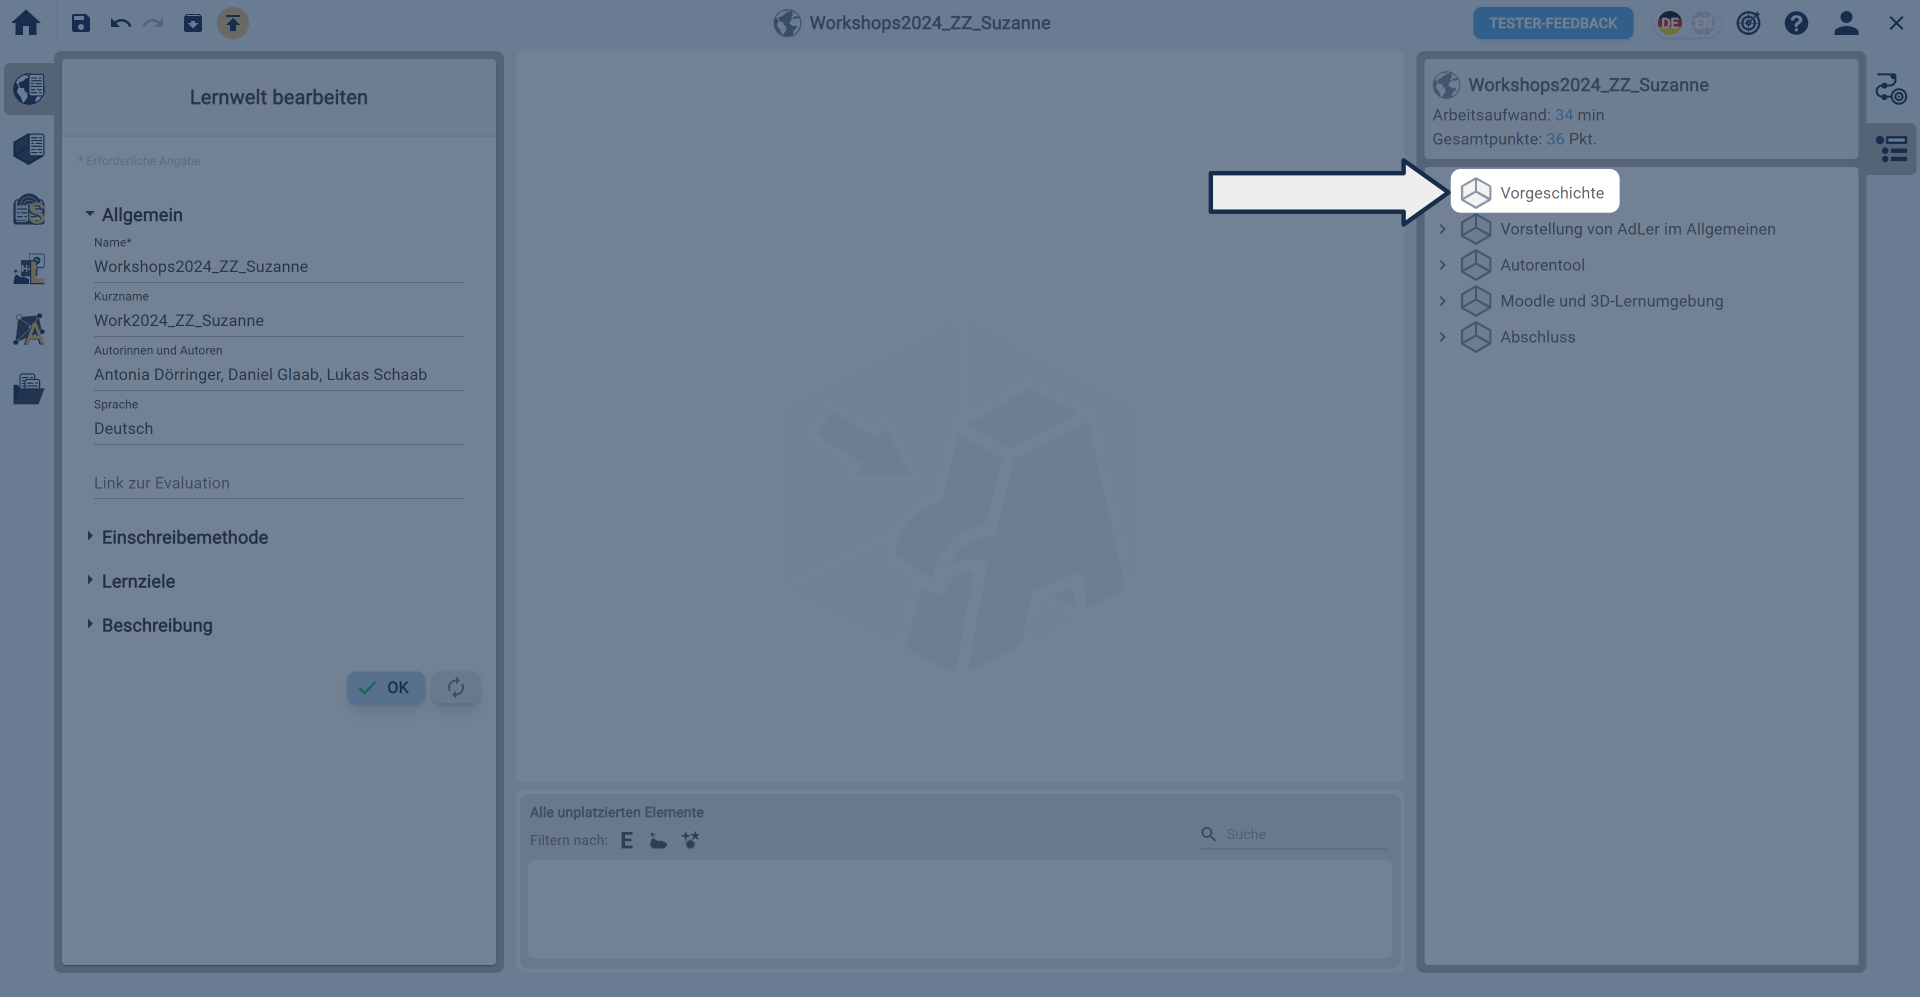 Workshops2024_ZZ_Suzanne
TESTER-FEEDBACK
DE
EN
Lernwelt bearbeiten
* Erforderliche Angabe
Allgemein
Name*
Workshops2024_ZZ_Suzanne
Kurzname
Work2024_ZZ_Suzanne
Autorinnen und Autoren
Antonia Dörringer, Daniel Glaab, Lukas Schaab
Sprache
Deutsch
Link zur Evaluation
Einschreibemethode
Lernziele
Beschreibung
OK
Alle unplatzierten Elemente
Filtern nach:
E
Suche
Workshops2024_ZZ_Suzanne
Arbeitsaufwand: 34 min
Gesamtpunkte: 36 Pkt.
Vorgeschichte
Vorstellung von AdLer im Allgemeinen
Autorentool
Moodle und 3D-Lernumgebung
Abschluss